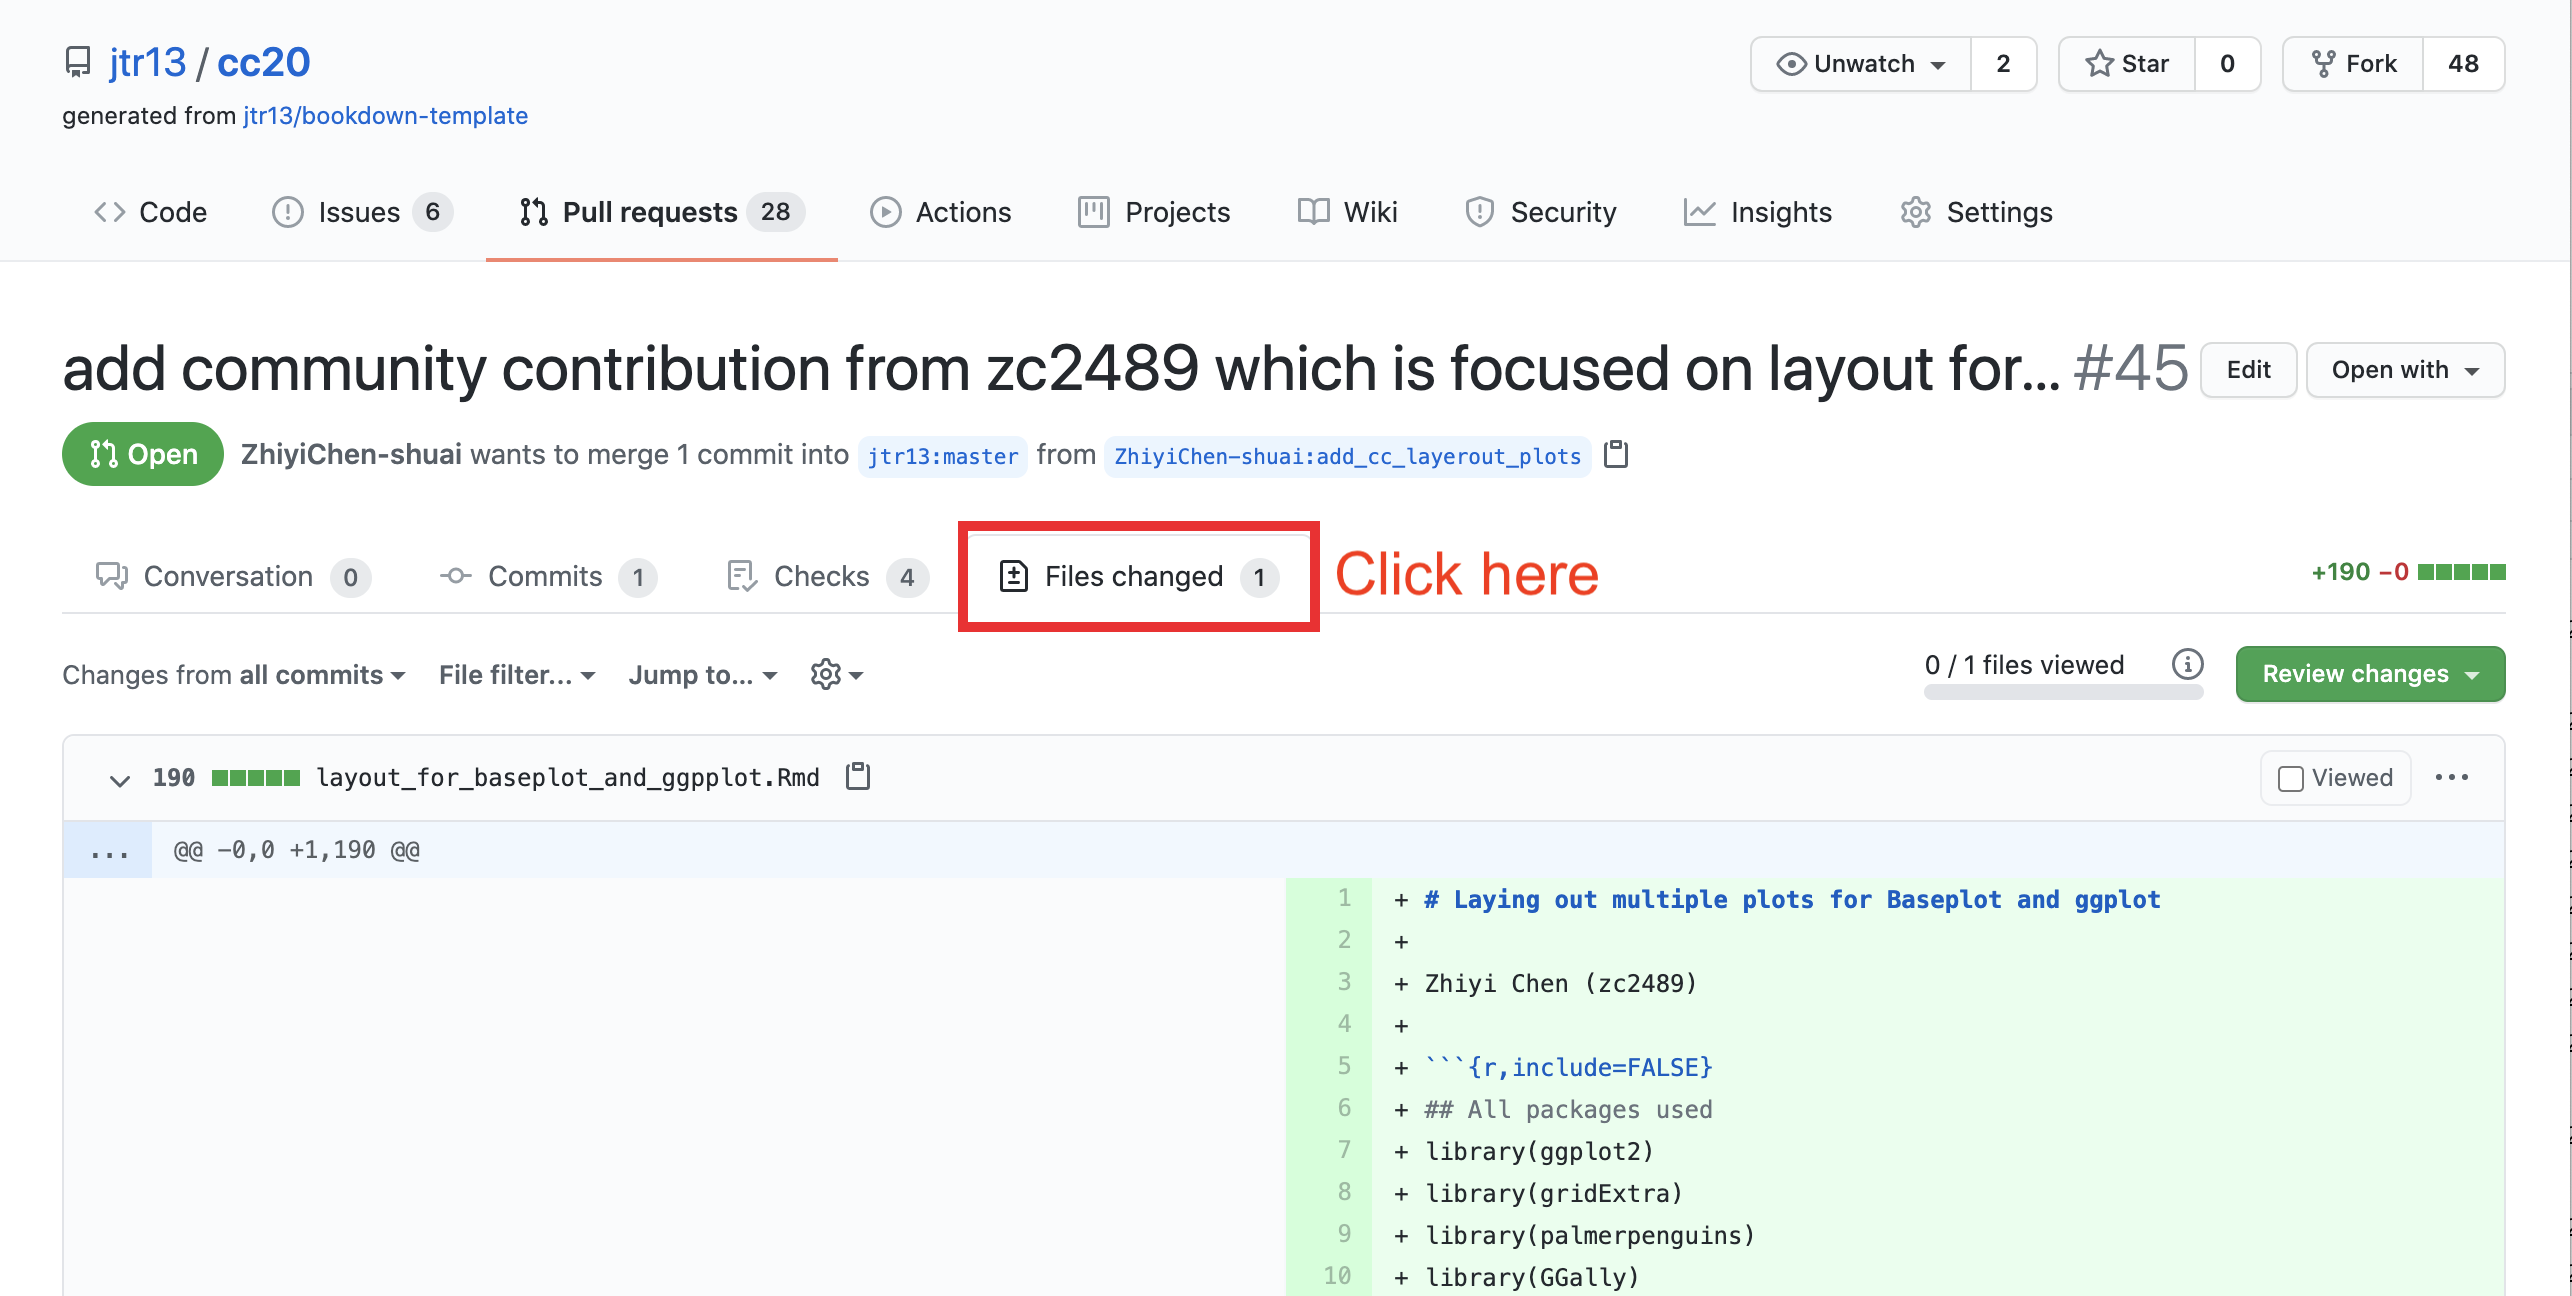 jtr13 / cc20
Unwatch 2 Star 0 Fork 48
generated from jtr13/bookdown-template
Code Issues 6 Pull requests 28 Actions Projects Wiki Security Insights Settings
add community contribution from zc2489 which is focused on layout for... #45 Edit Open with
Open ZhiyiChen-shuai wants to merge 1 commit into jtr13:master from ZhiyiChen-shuai:add_cc_layerout_plots
Conversation 0 Commits 1 Checks 4 Files changed 1 Click here +190 −0
Changes from all commits File filter... Jump to... 0 / 1 files viewed Review changes
190 layout_for_baseplot_and_ggpplot.Rmd Viewed ...
... @@ -0,0 +1,190 @@
1 + # Laying out multiple plots for Baseplot and ggplot
2 +
3 + Zhiyi Chen (zc2489)
4 +
5 + ```{r,include=FALSE}
6 + ## All packages used
7 + library(ggplot2)
8 + library(gridExtra)
9 + library(palmerpenguins)
10 + library(GGally)